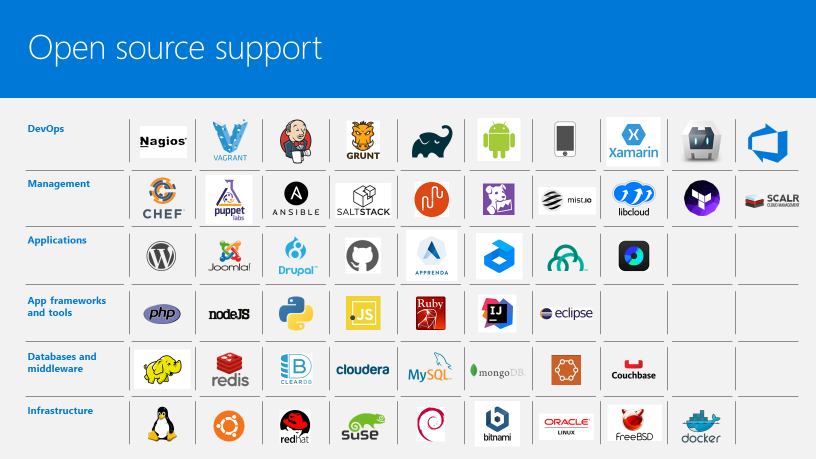 Open source support
DevOps
Nagios
VAGRANT
GRUNT
Xamarin
Management
CHEF
puppet
labs
ANSIBLE
SALTSTACK
mist.io
libcloud
SCALR
CLOUD MANAGEMENT
Applications
Joomla!
Drupal
APPRENDA
App frameworks
and tools
php
nodeJS
JS
Ruby
IJ
eclipse
Databases and
middleware
redis
B
CLEARDB
cloudera
MySQL
mongoDB
Couchbase
Infrastructure
redhat
SUSE
bitnami
ORACLE
LINUX
FreeBSD
docker